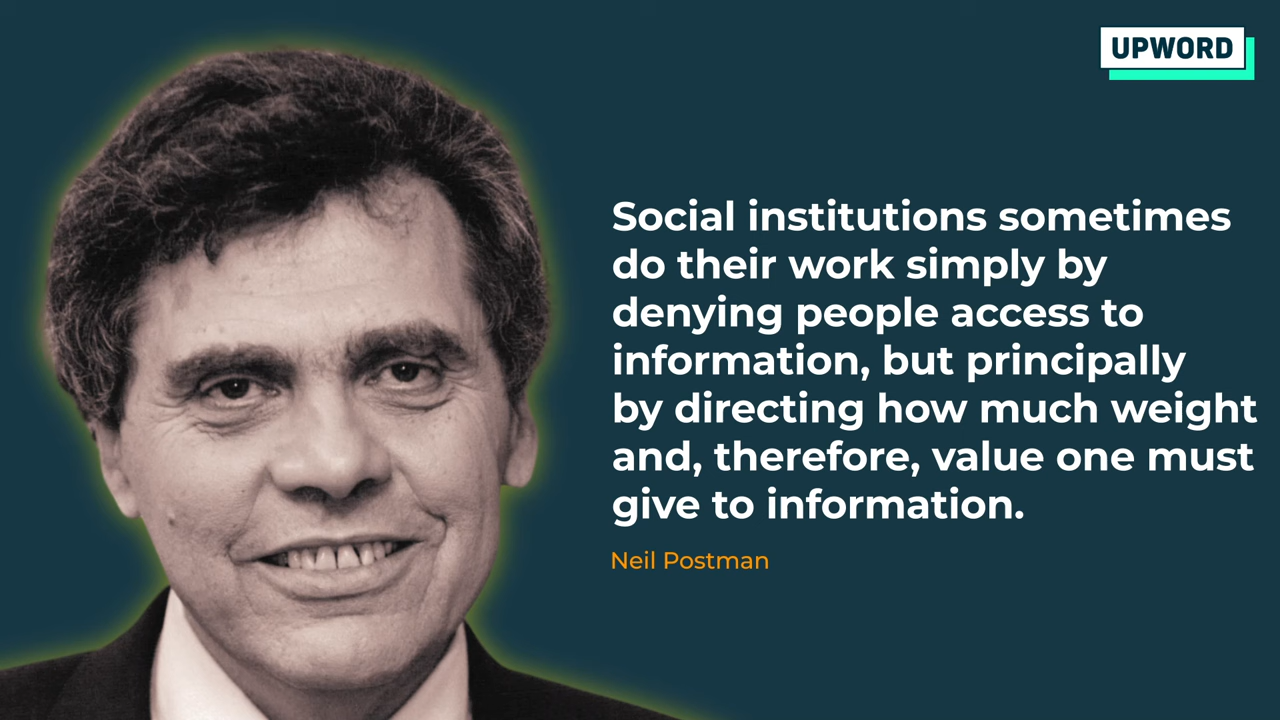 UPWORD
Social institutions sometimes
do their work simply by
denying people access to
information, but principally
by directing how much weight
and, therefore, value one must
give to information.
Neil Postman